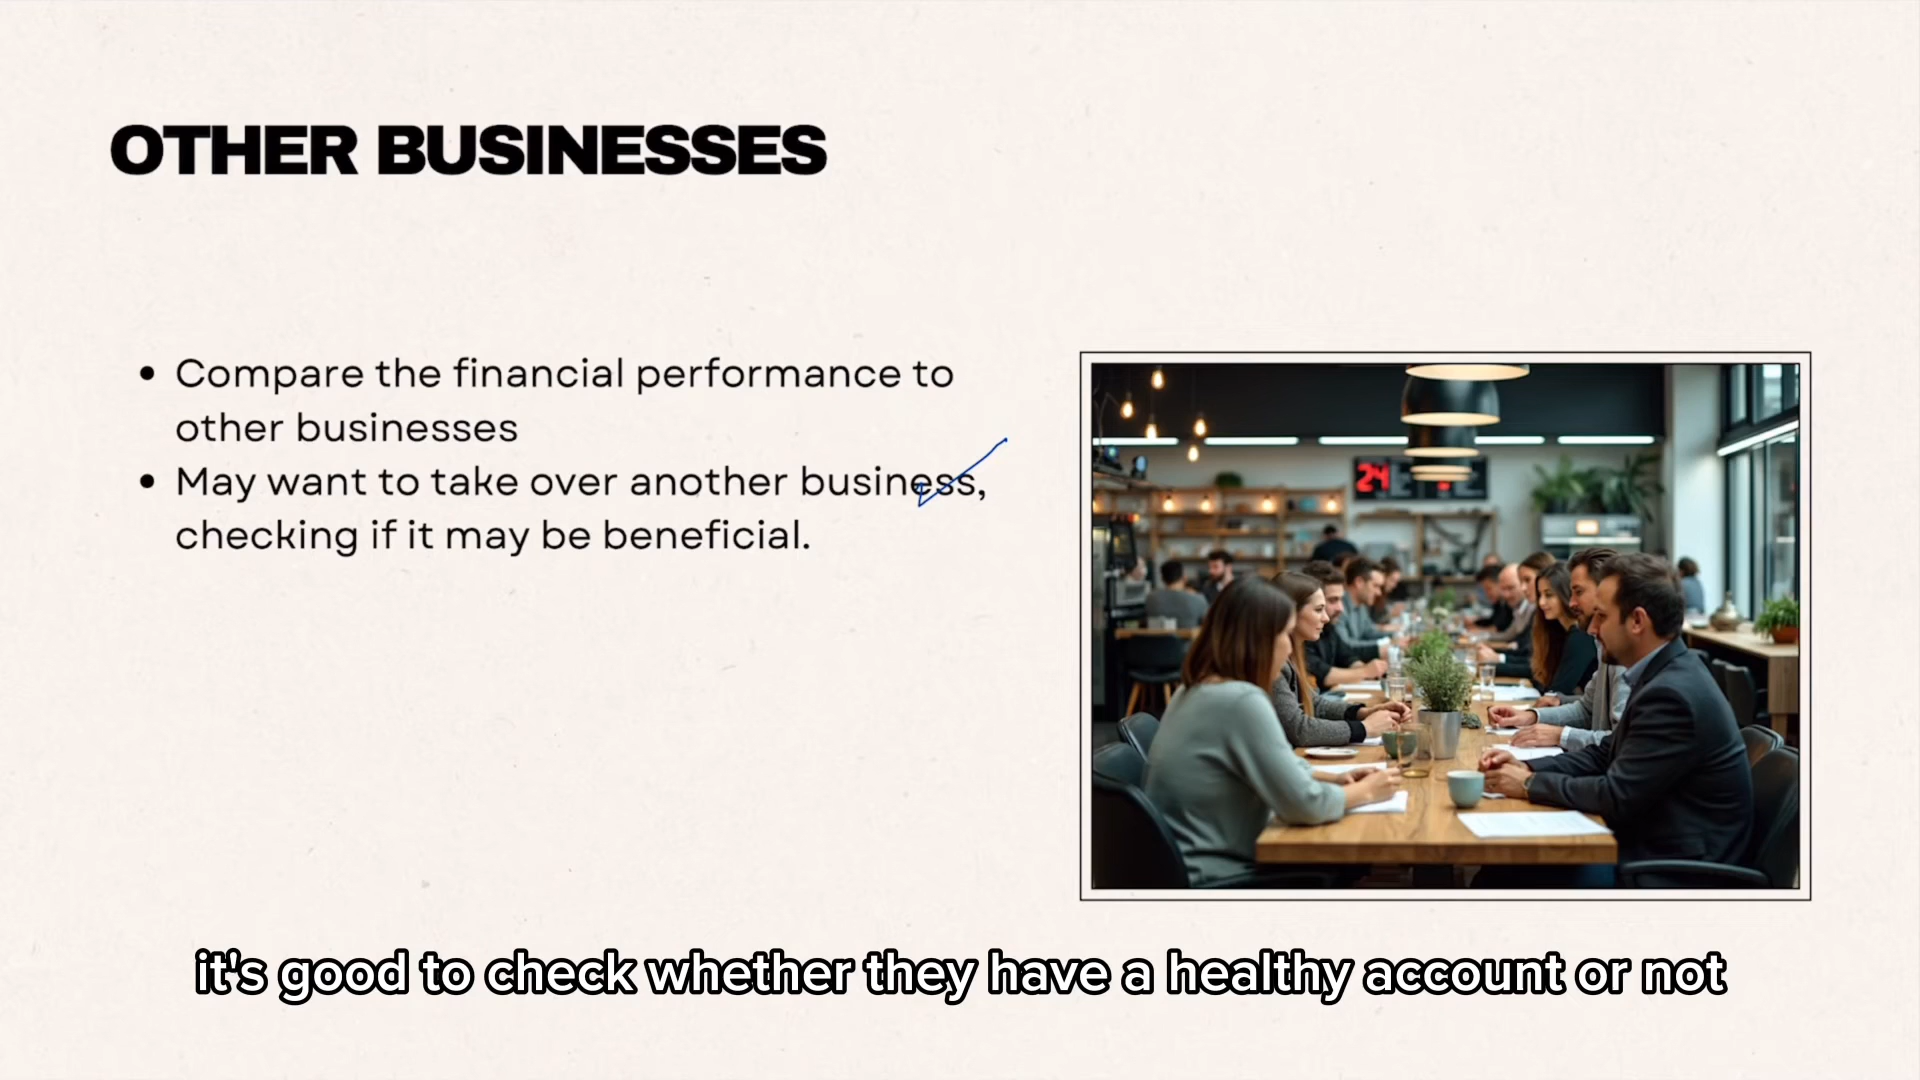 OTHER BUSINESSES
• Compare the financial performance to
other businesses
• May want to take over another business,
checking if it may be beneficial.
24
it's good to check whether they have a healthy account or not